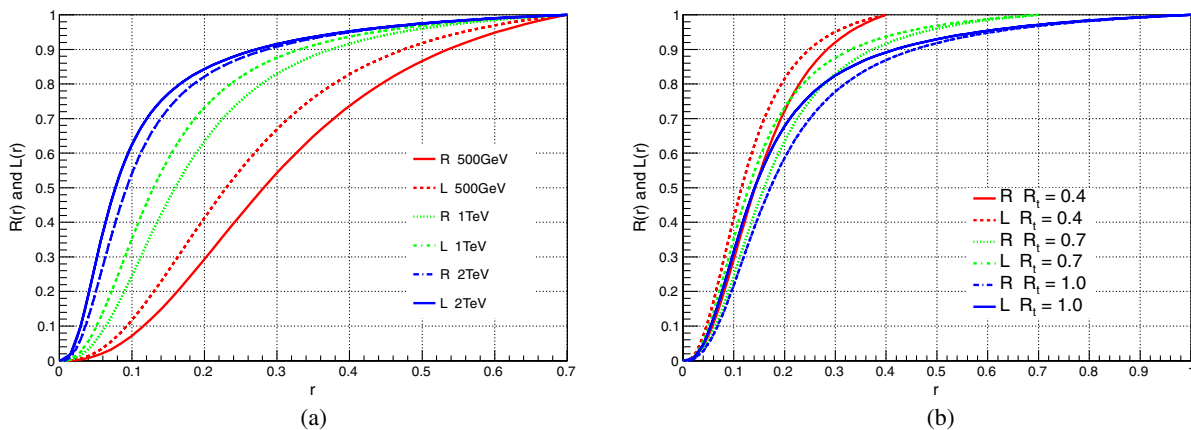 R(r) and L(r)
1
0.9
0.8
0.7
0.6
0.5
0.4
0.3
0.2
0.1
0
0 0.1 0.2 0.3 0.4 0.5 0.6 0.7
r
R 500GeV
L 500GeV
R 1TeV
L 1TeV
R 2TeV
L 2TeV
(a)
R(r) and L(r)
1
0.9
0.8
0.7
0.6
0.5
0.4
0.3
0.2
0.1
0
0 0.1 0.2 0.3 0.4 0.5 0.6 0.7 0.8 0.9 1
r
R Rt = 0.4
L Rt = 0.4
R Rt = 0.7
L Rt = 0.7
R Rt = 1.0
L Rt = 1.0
(b)